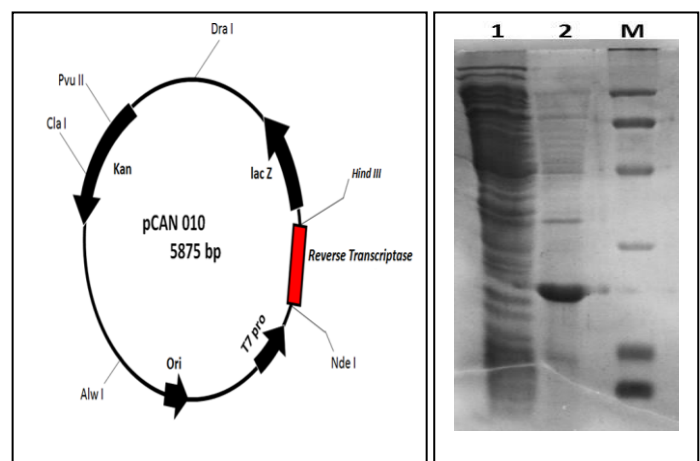 Dra I
Pvu II
Cla I
Kan
lac Z
Hind III
pCAN 010
5875 bp
Reverse Transcriptase
T7 pro
Nde I
Ori
Alw I
1 2 M